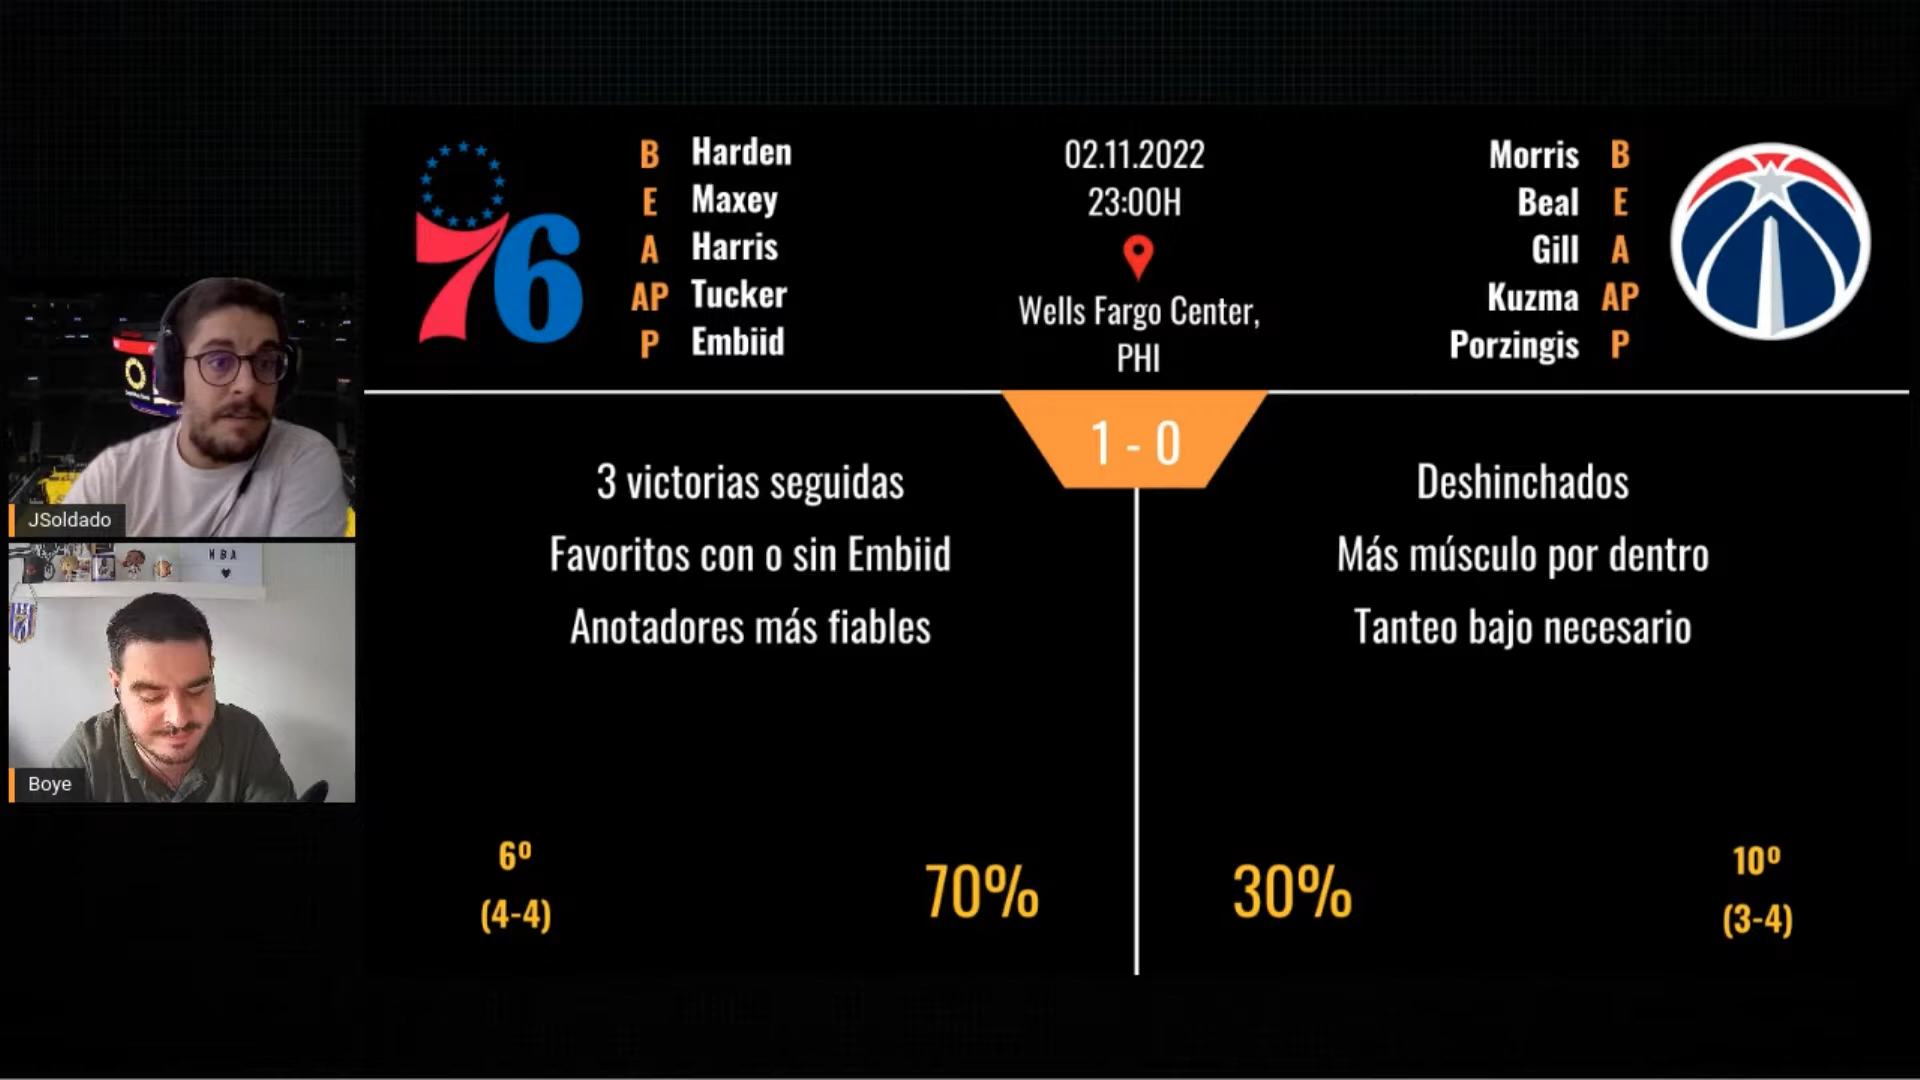 76
B Harden
E Maxey
A Harris
AP Tucker
P Embiid
02.11.2022
23:00H
Wells Fargo Center,
PHI
Morris B
Beal E
Gill A
Kuzma AP
Porzingis P
1 - 0
3 victorias seguidas
Favoritos con o sin Embiid
Anotadores más fiables
Deshinchados
Más músculo por dentro
Tanteo bajo necesario
JSoldado
NBA
Boye
6º
(4-4)
70%
30%
10º
(3-4)